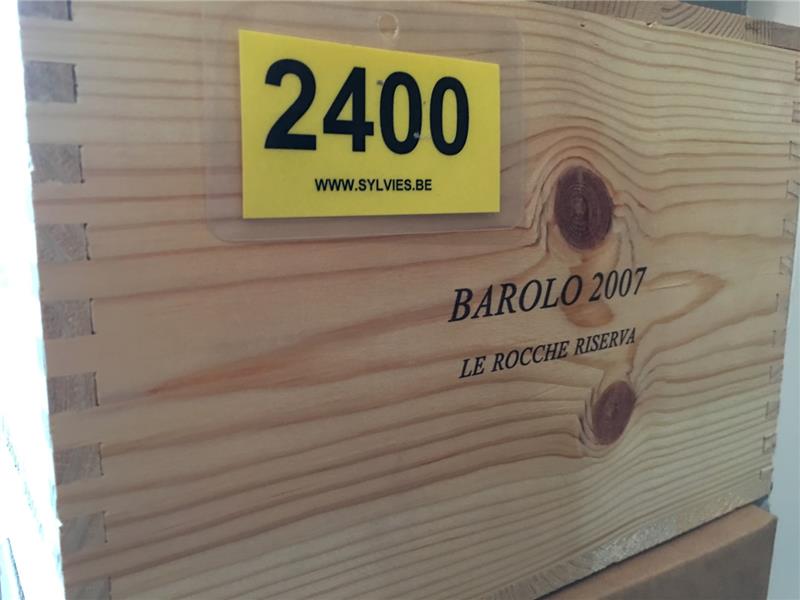 2400
WWW.SYLVIES.BE
BAROLO 2007
LE ROCCHE RISERVA